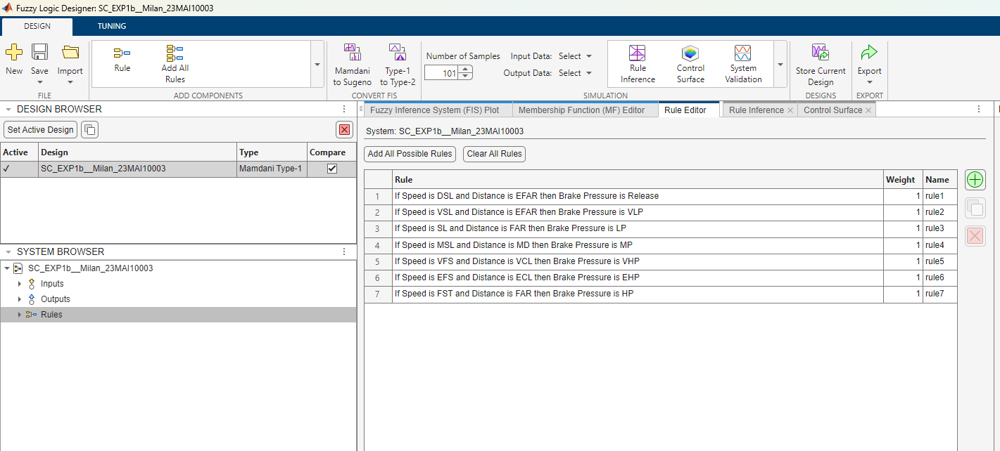 Fuzzy Logic Designer: SC_EXP1b__Milan_23MAI10003
DESIGN TUNING
New Save Import
Rule Add All Rules
Mamdani to Sugeno Type-1 to Type-2
Number of Samples 101
Input Data: Select
Output Data: Select
Rule Inference Control Surface System Validation
Store Current Design
Export
FILE ADD COMPONENTS CONVERT FIS SIMULATION DESIGNS EXPORT
DESIGN BROWSER
Set Active Design
Active Design Type Compare
✓ SC_EXP1b__Milan_23MAI10003 Mamdani Type-1
SYSTEM BROWSER
SC_EXP1b__Milan_23MAI10003
Inputs
Outputs
Rules
Fuzzy Inference System (FIS) Plot Membership Function (MF) Editor Rule Editor Rule Inference Control Surface
System: SC_EXP1b__Milan_23MAI10003
Add All Possible Rules Clear All Rules
Rule Weight Name
1 If Speed is DSL and Distance is EFAR then Brake Pressure is Release 1 rule1
2 If Speed is VSL and Distance is EFAR then Brake Pressure is VLP 1 rule2
3 If Speed is SL and Distance is FAR then Brake Pressure is LP 1 rule3
4 If Speed is MSL and Distance is MD then Brake Pressure is MP 1 rule4
5 If Speed is VFS and Distance is VCL then Brake Pressure is VHP 1 rule5
6 If Speed is EFS and Distance is ECL then Brake Pressure is EHP 1 rule6
7 If Speed is FST and Distance is FAR then Brake Pressure is HP 1 rule7